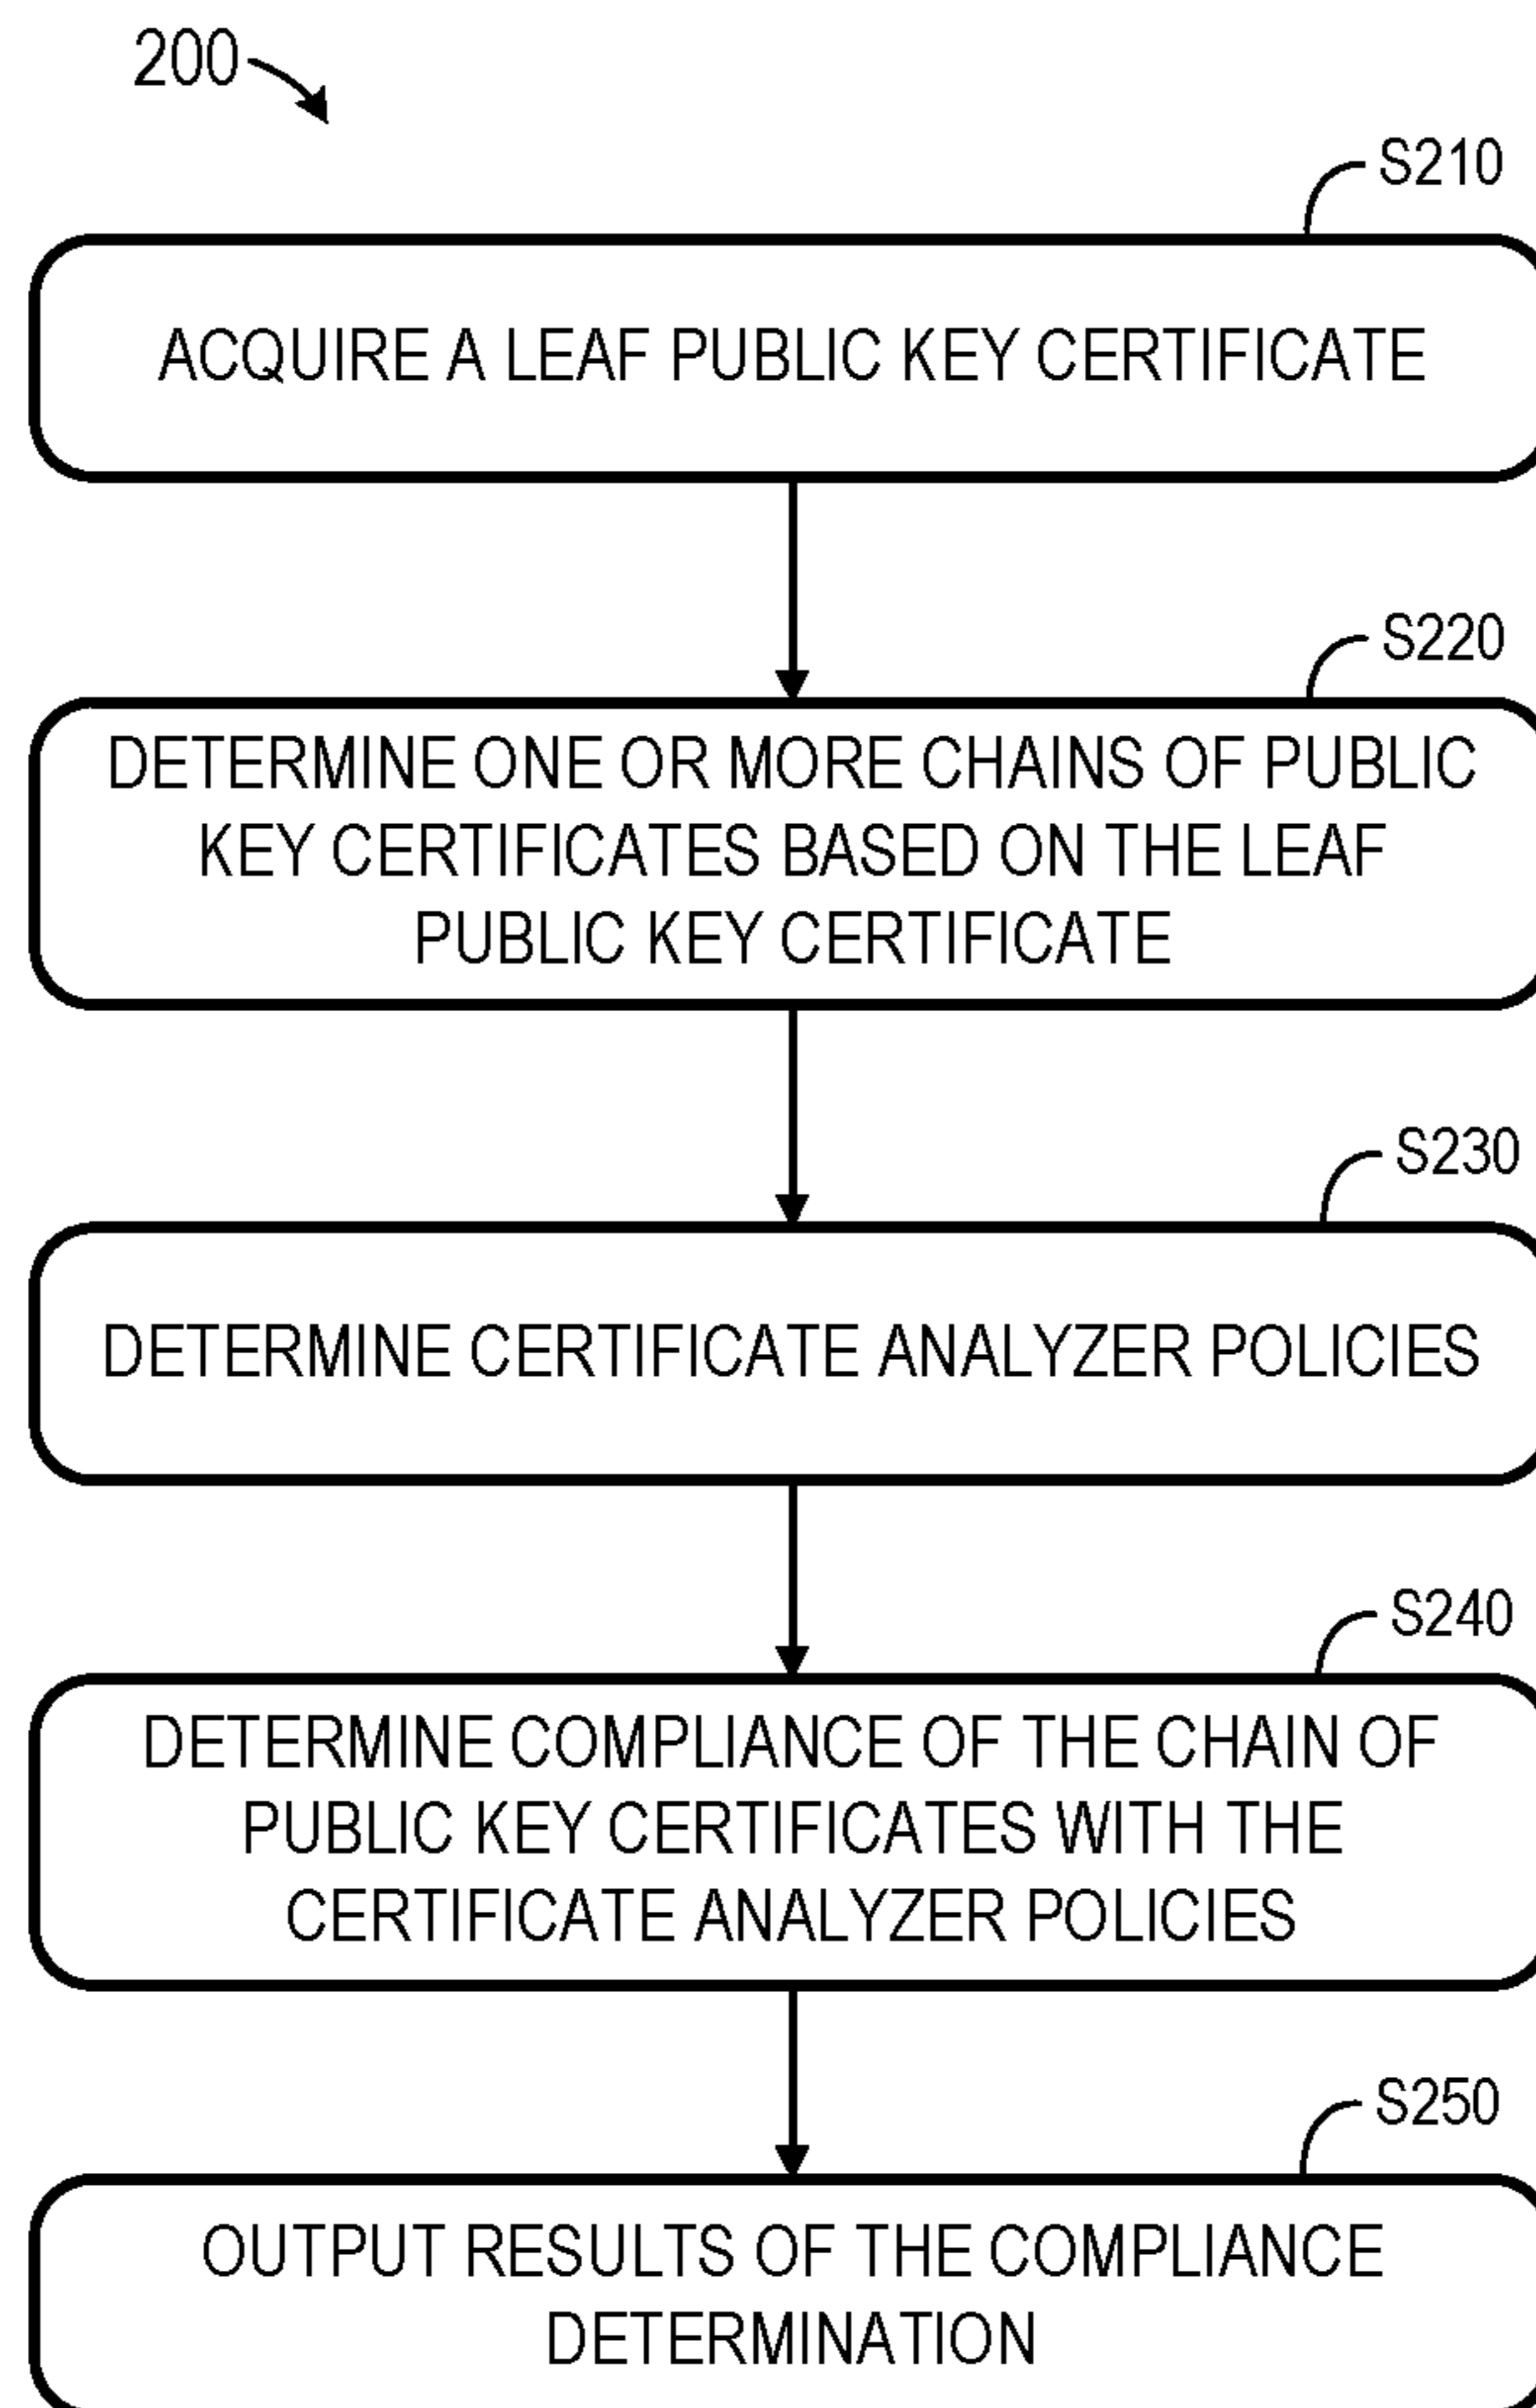 200
S210
ACQUIRE A LEAF PUBLIC KEY CERTIFICATE
S220
DETERMINE ONE OR MORE CHAINS OF PUBLIC
KEY CERTIFICATES BASED ON THE LEAF
PUBLIC KEY CERTIFICATE
S230
DETERMINE CERTIFICATE ANALYZER POLICIES
S240
DETERMINE COMPLIANCE OF THE CHAIN OF
PUBLIC KEY CERTIFICATES WITH THE
CERTIFICATE ANALYZER POLICIES
S250
OUTPUT RESULTS OF THE COMPLIANCE
DETERMINATION